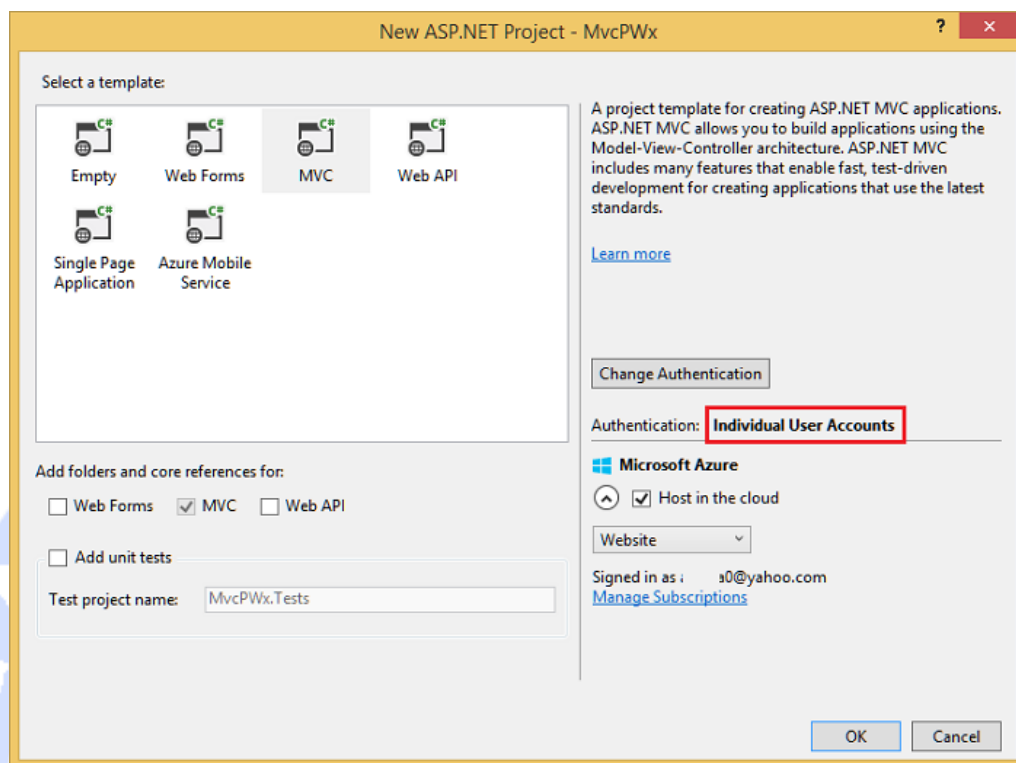 New ASP.NET Project - MvcPWx
?
Select a template:
C#
C#
C#
C#
Empty
Web Forms
MVC
Web API
C#
C#
Single Page
Application
Azure Mobile
Service
A project template for creating ASP.NET MVC applications.
ASP.NET MVC allows you to build applications using the
Model-View-Controller architecture. ASP.NET MVC
includes many features that enable fast, test-driven
development for creating applications that use the latest
standards.
Learn more
Change Authentication
Authentication: Individual User Accounts
Microsoft Azure
Host in the cloud
Website
Signed in as a0@yahoo.com
Manage Subscriptions
Add folders and core references for:
Web Forms
MVC
Web API
Add unit tests
Test project name:
MvcPWx.Tests
OK
Cancel